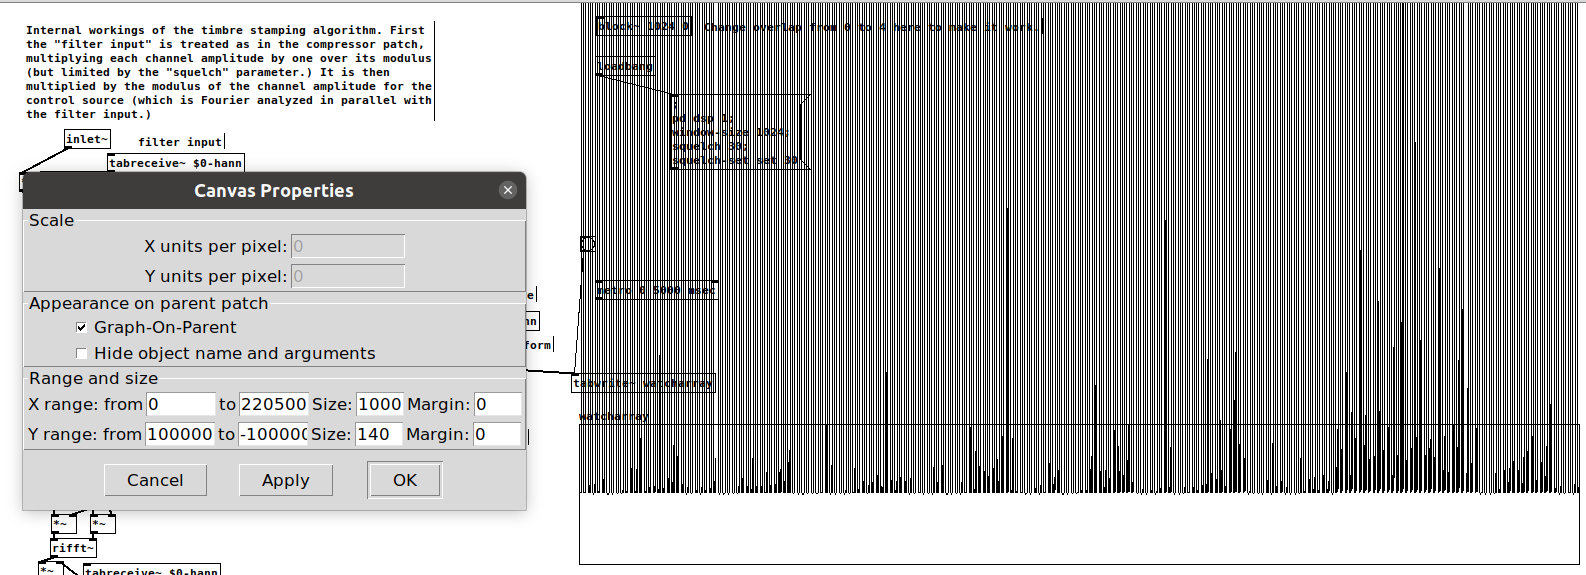 Internal workings of the timbre stamping algorithm. First
the "filter input" is treated as in the compressor patch,
multiplying each channel amplitude by one over its modulus
(but limited by the "squelch" parameter.) It is then
multiplied by the modulus of the channel amplitude for the
control source (which is Fourier analyzed in parallel with
the filter input.)
inlet~
filter input
tabreceive~ $0-hann
Canvas Properties
Scale
X units per pixel: 0
Y units per pixel: 0
Appearance on parent patch
Graph-On-Parent
Hide object name and arguments
Range and size
X range: from 0 to 220500 Size: 1000 Margin: 0
Y range: from 100000 to -100000 Size: 140 Margin: 0
Cancel
Apply
OK
*~
*~
rifft~
*~
tabreceive~ $0-hann
block~ 1024 0
Change overlap from 0 to 4 here to make it work.
loadbang
;
pd dsp 1;
window-size 1024;
squelch 30;
squelch-set set 30
metro 0 5000 msec
tabwrite~ watcharray
watcharray